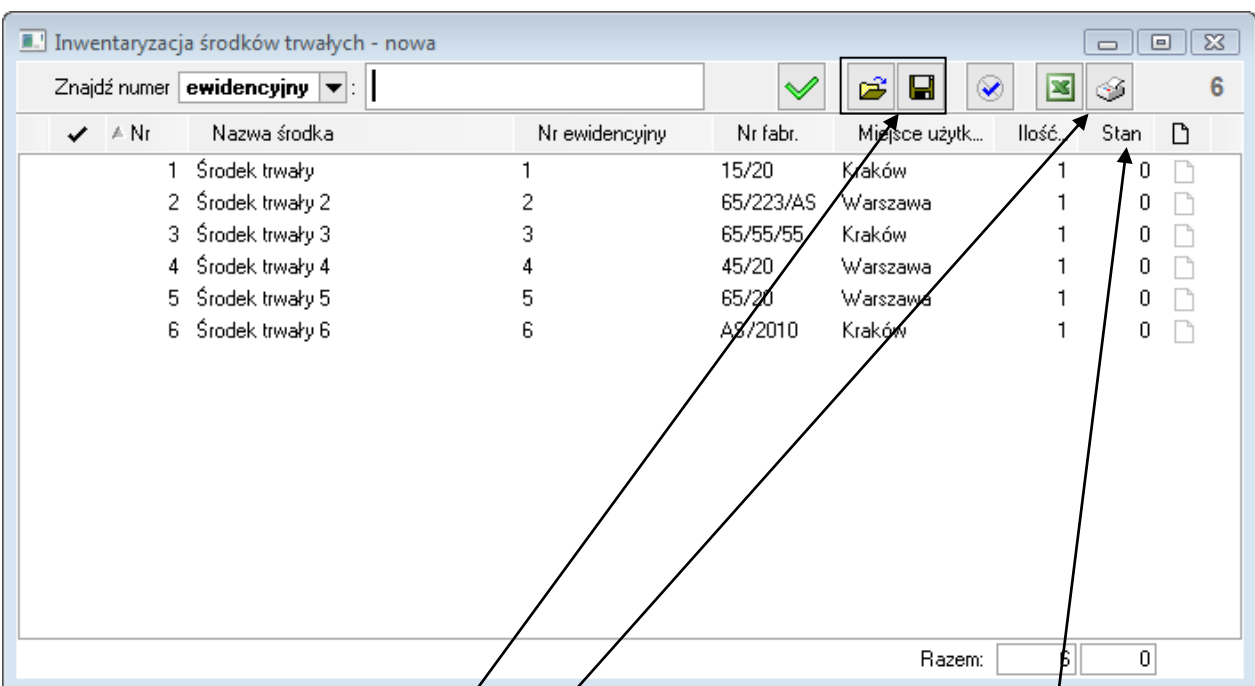 Inwentaryzacja środków trwałych - nowa
Znajdź numer ewidencyjny : 6
Nr Nazwa środka Nr ewidencyjny Nr fabr. Miejsce użytk... Ilość... Stan
1 Środek trwały 1 15/20 Kraków 1 0
2 Środek trwały 2 2 65/223/AS Warszawa 1 0
3 Środek trwały 3 3 65/55/55 Kraków 1 0
4 Środek trwały 4 4 45/20 Warszawa 1 0
5 Środek trwały 5 5 65/20 Warszawa 1 0
6 Środek trwały 6 6 AS/2010 Kraków 1 0
Razem: 6 0